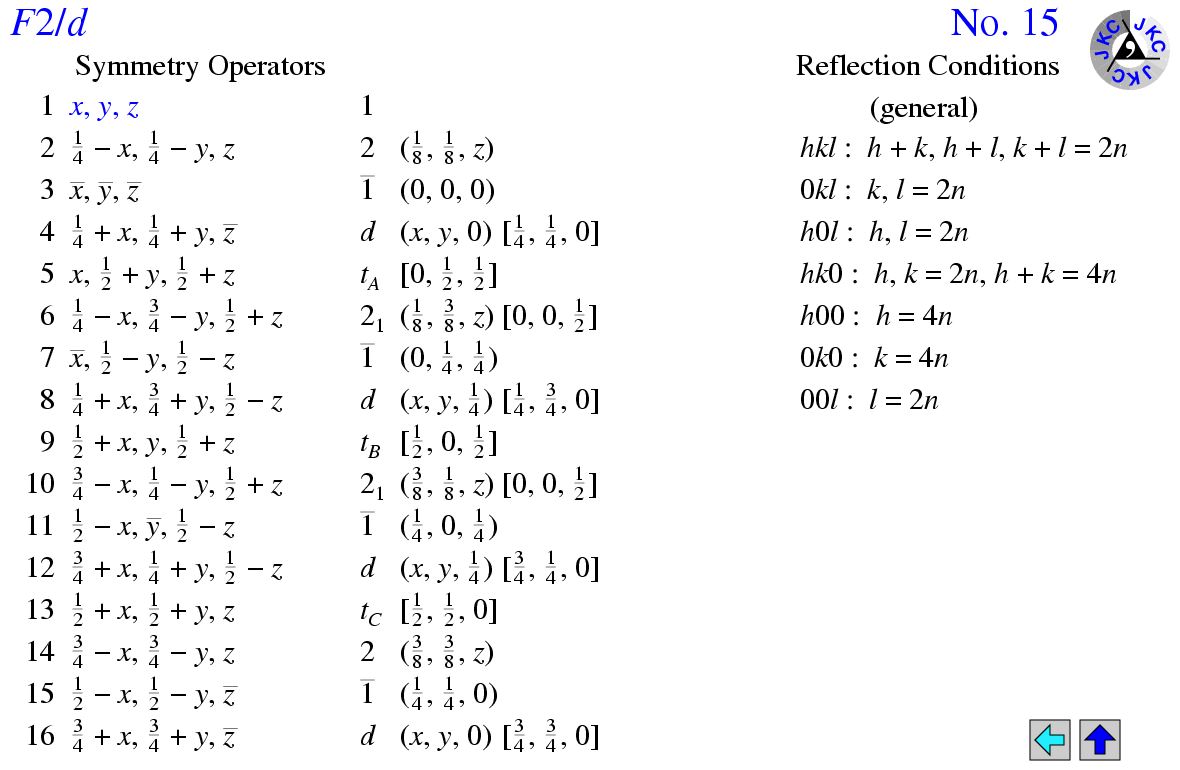 F2/d No. 15
JKC JKC JKC
Symmetry Operators Reflection Conditions
1 x, y, z 1 (general)
2 1/4 − x, 1/4 − y, z 2 (1/8, 1/8, z) hkl : h + k, h + l, k + l = 2n
3 x̅, y̅, z̅ 1̅ (0, 0, 0) 0kl : k, l = 2n
4 1/4 + x, 1/4 + y, z̅ d (x, y, 0) [1/4, 1/4, 0] h0l : h, l = 2n
5 x, 1/2 + y, 1/2 + z t_A [0, 1/2, 1/2] hk0 : h, k = 2n, h + k = 4n
6 1/4 − x, 3/4 − y, 1/2 + z 2₁ (1/8, 3/8, z) [0, 0, 1/2] h00 : h = 4n
7 x̅, 1/2 − y, 1/2 − z 1̅ (0, 1/4, 1/4) 0k0 : k = 4n
8 1/4 + x, 3/4 + y, 1/2 − z d (x, y, 1/4) [1/4, 3/4, 0] 00l : l = 2n
9 1/2 + x, y, 1/2 + z t_B [1/2, 0, 1/2]
10 3/4 − x, 1/4 − y, 1/2 + z 2₁ (3/8, 1/8, z) [0, 0, 1/2]
11 1/2 − x, y̅, 1/2 − z 1̅ (1/4, 0, 1/4)
12 3/4 + x, 1/4 + y, 1/2 − z d (x, y, 1/4) [3/4, 1/4, 0]
13 1/2 + x, 1/2 + y, z t_C [1/2, 1/2, 0]
14 3/4 − x, 3/4 − y, z 2 (3/8, 3/8, z)
15 1/2 − x, 1/2 − y, z̅ 1̅ (1/4, 1/4, 0)
16 3/4 + x, 3/4 + y, z̅ d (x, y, 0) [3/4, 3/4, 0]